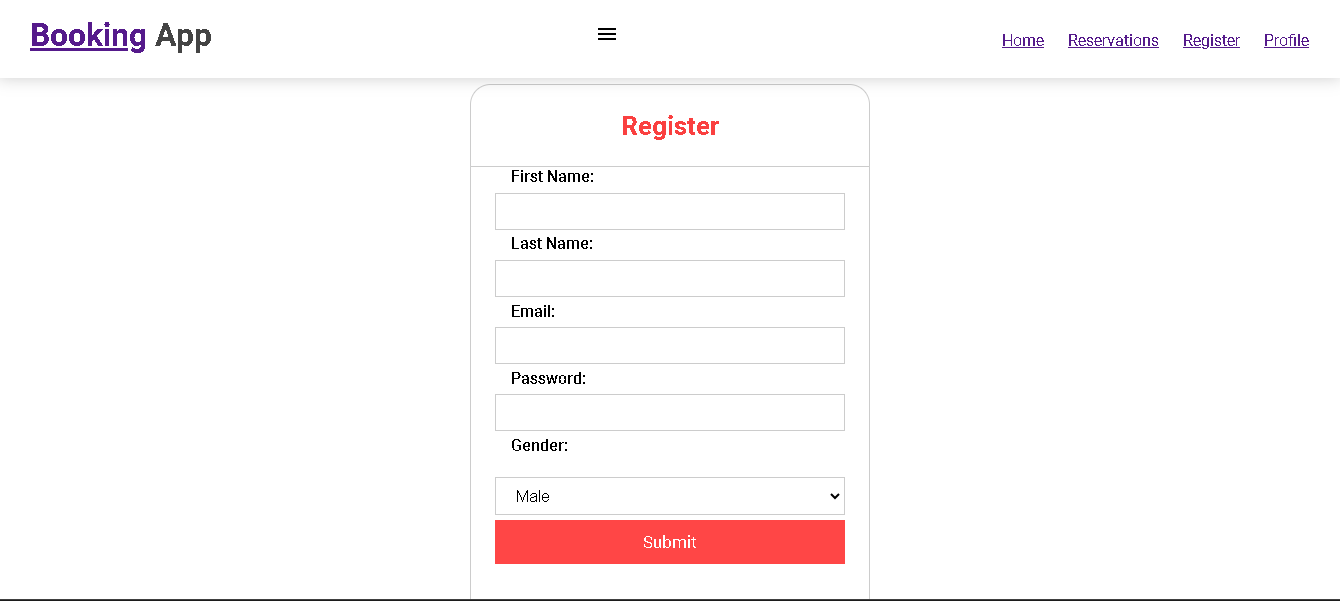 Booking App
Home Reservations Register Profile
Register
First Name:
Last Name:
Email:
Password:
Gender:
Male
Submit